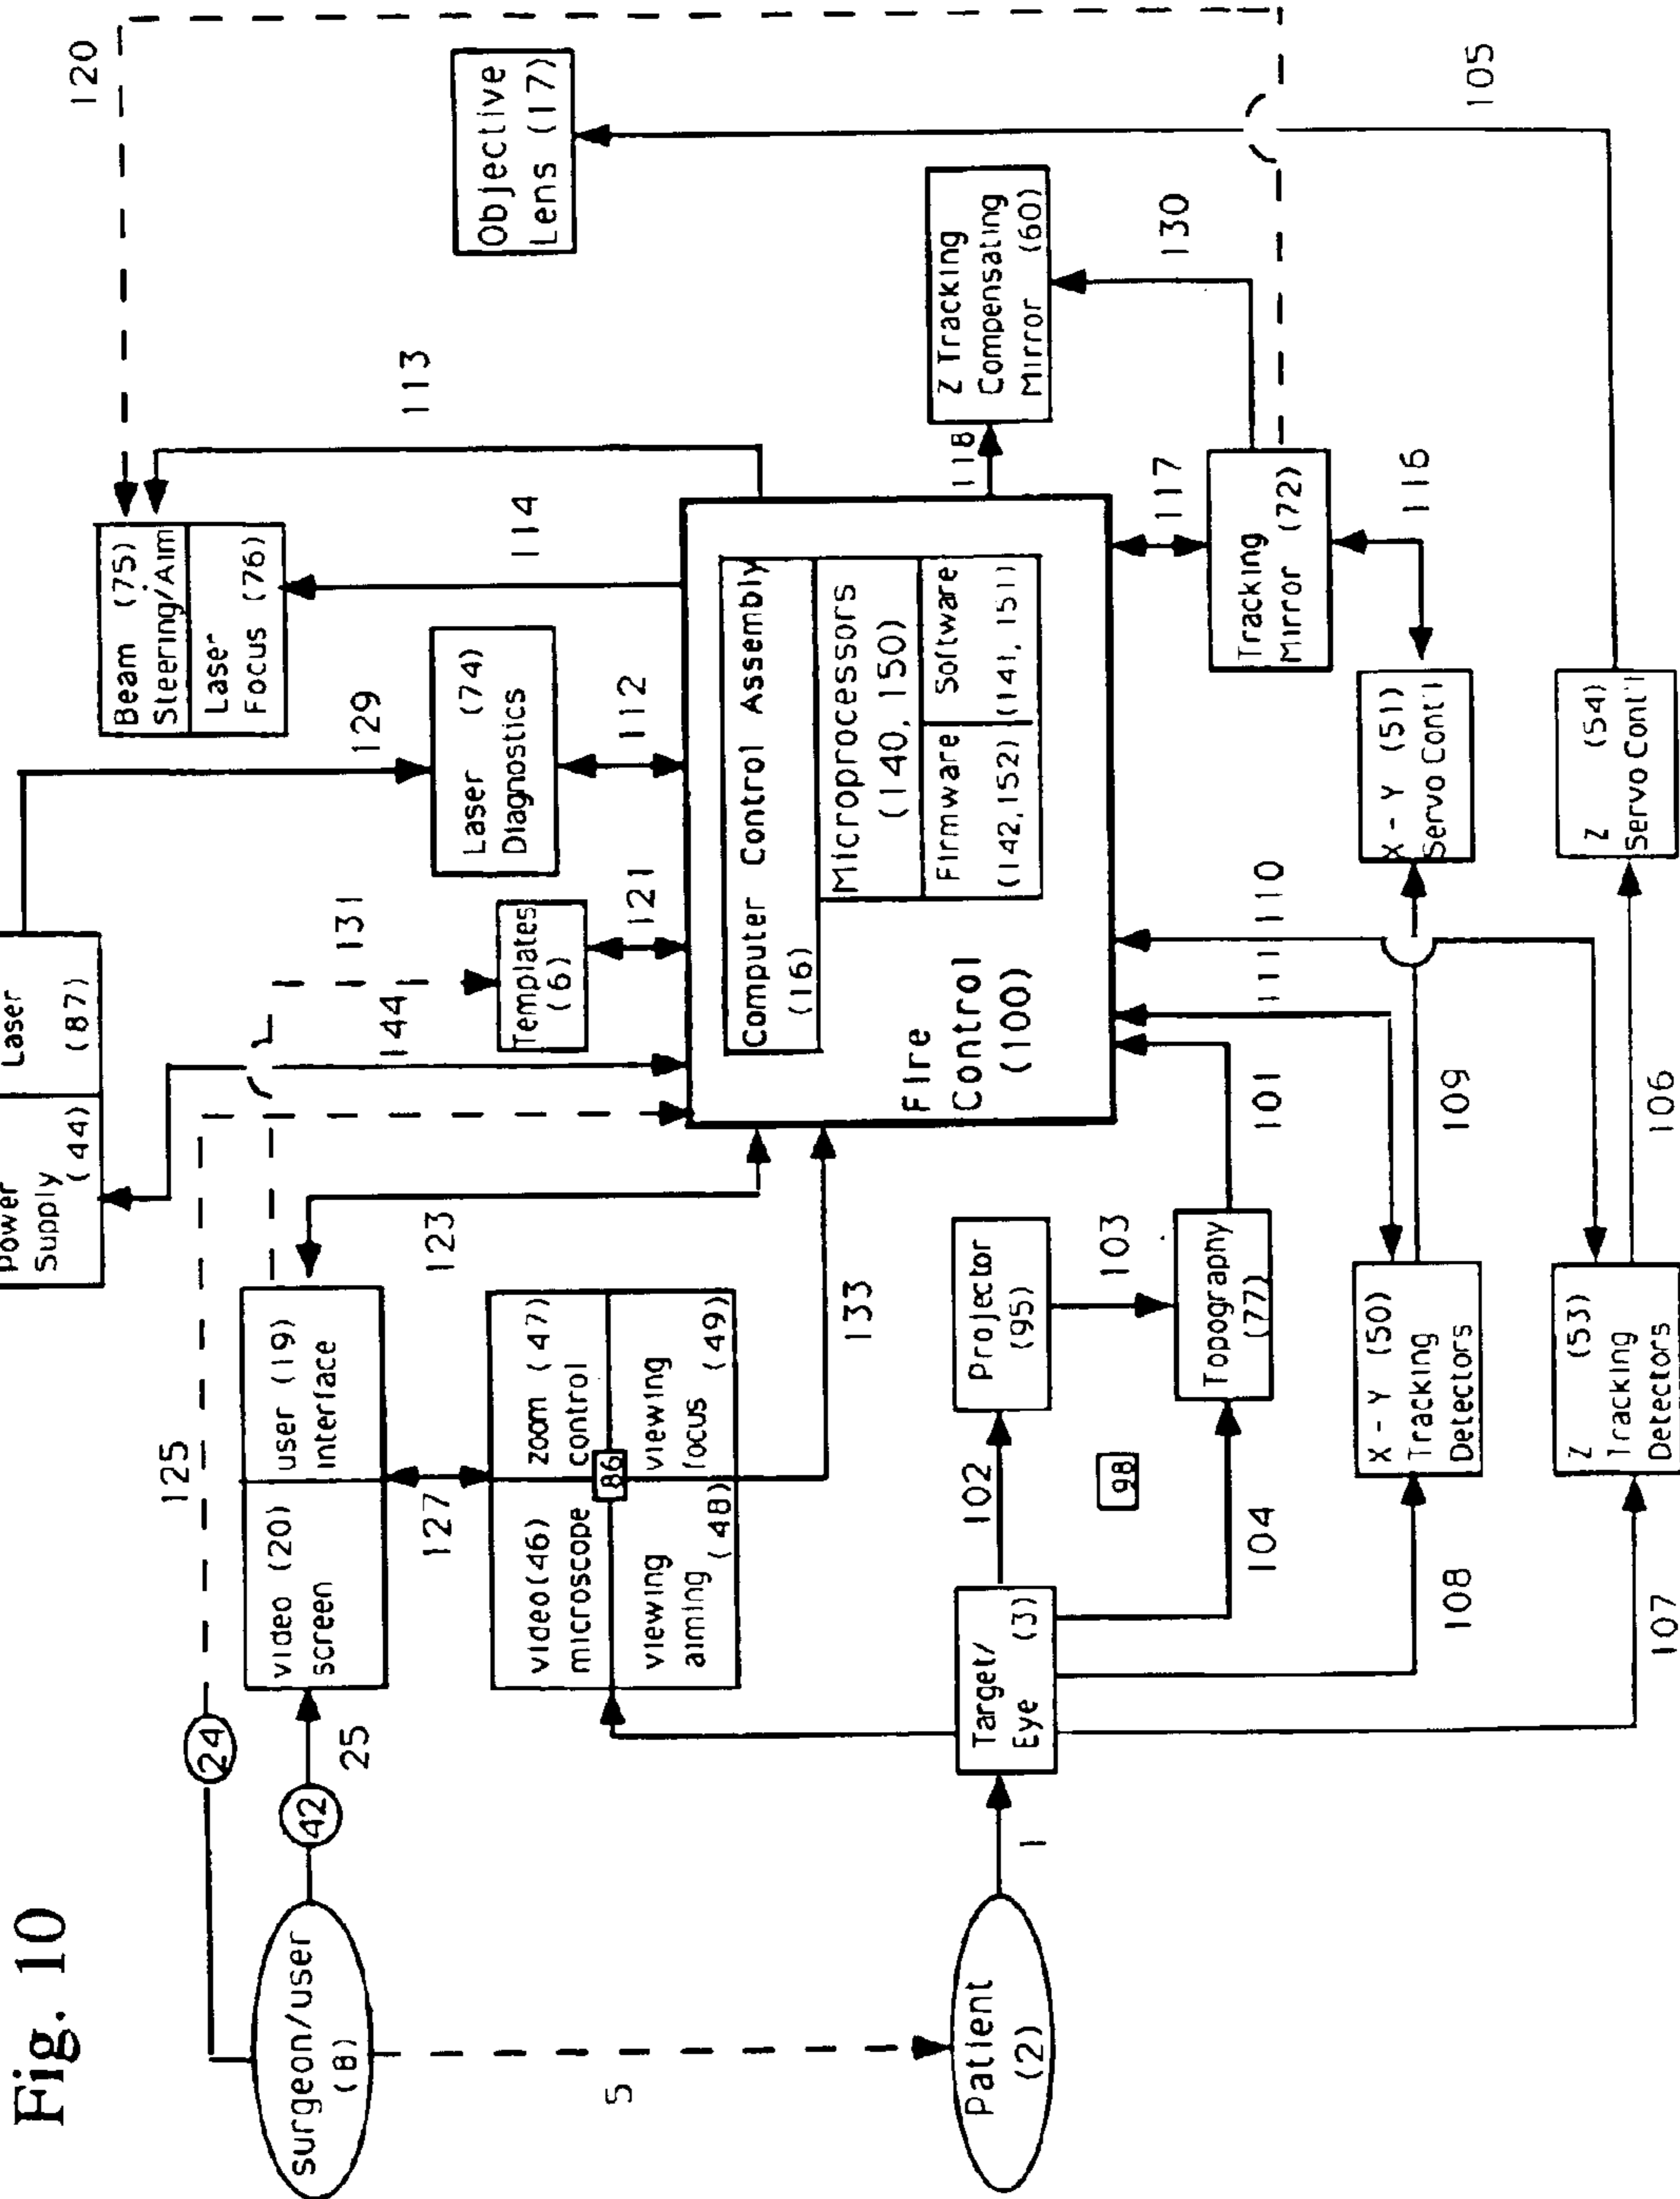 Fig. 10
surgeon/user
(8)
24
42
25
125
5
Patient
(2)
1
Power
Supply
(44)
Laser
(87)
video (20)
screen
user (19)
interface
127
123
video(46)
microscope
zoom (47)
control
86
viewing
aiming
(48)
viewing
focus
(49)
133
144
131
129
Templates
(6)
121
Laser (74)
Diagnostics
112
114
113
120
Beam (75)
Steering/Aim
Laser
Focus (76)
Objective
Lens (17)
Computer Control Assembly
(16)
Microprocessors
(140, 150)
Firmware
(142,152)
Software
(141, 151)
Fire
Control
(100)
118
Z Tracking
Compensating
Mirror (60)
130
105
Target/
Eye (3)
102
Projector
(95)
103
98
104
Topography
(77)
101
111
110
117
Tracking
Mirror (72)
116
108
X - Y (50)
Tracking
Detectors
109
X - Y (51)
Servo Cont'l
107
Z (53)
Tracking
Detectors
106
Z (54)
Servo Cont'l